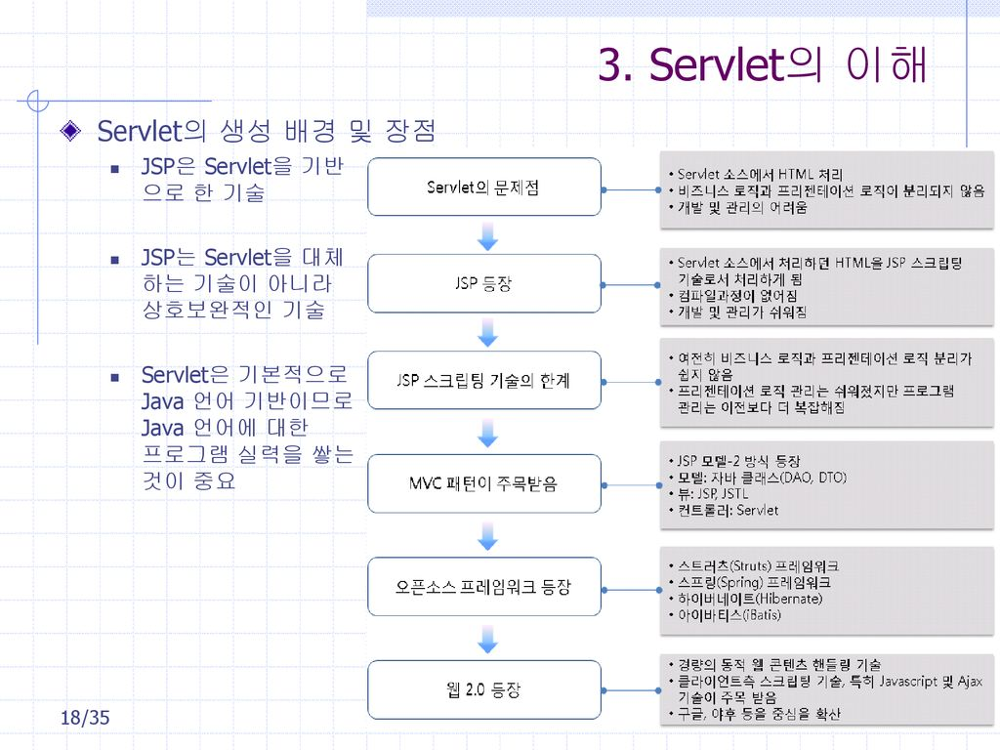 3. Servlet의 이해
Servlet의 생성 배경 및 장점
JSP은 Servlet을 기반
으로 한 기술
JSP는 Servlet을 대체
하는 기술이 아니라
상호보완적인 기술
Servlet은 기본적으로
Java 언어 기반이므로
Java 언어에 대한
프로그램 실력을 쌓는
것이 중요
Servlet의 문제점
• Servlet 소스에서 HTML 처리
• 비즈니스 로직과 프리젠테이션 로직이 분리되지 않음
• 개발 및 관리의 어려움
JSP 등장
• Servlet 소스에서 처리하던 HTML을 JSP 스크립팅
기술로서 처리하게 됨
• 컴파일과정이 없어짐
• 개발 및 관리가 쉬워짐
JSP 스크립팅 기술의 한계
• 여전히 비즈니스 로직과 프리젠테이션 로직 분리가
쉽지 않음
• 프리젠테이션 로직 관리는 쉬워졌지만 프로그램
관리는 이전보다 더 복잡해짐
MVC 패턴이 주목받음
• JSP 모델-2 방식 등장
• 모델: 자바 클래스(DAO, DTO)
• 뷰: JSP, JSTL
• 컨트롤러: Servlet
오픈소스 프레임워크 등장
• 스트러츠(Struts) 프레임워크
• 스프링(Spring) 프레임워크
• 하이버네이트(Hibernate)
• 아이바티스(iBatis)
웹 2.0 등장
• 경량의 동적 웹 콘텐츠 핸들링 기술
• 클라이언트측 스크립팅 기술, 특히 Javascript 및 Ajax
기술이 주목 받음
• 구글, 야후 등을 중심을 확산
18/35